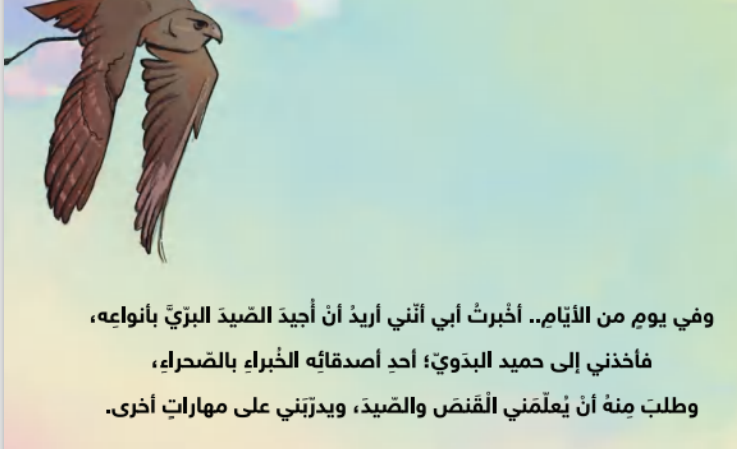 وفي يومٍ من الأيّامِ.. أخْبرتُ أبي أنّني أريدُ أنْ أُجيدَ الصّيدَ البرّيَّ بأنواعِه،
فأخذني إلى حميد البدَويّ؛ أحدِ أصدقائِه الخُبراءِ بالصّحراءِ،
وطلبَ مِنهُ أنْ يُعلّمَني الْقَنصَ والصّيدَ، ويدرّبَني على مهاراتٍ أخرى.